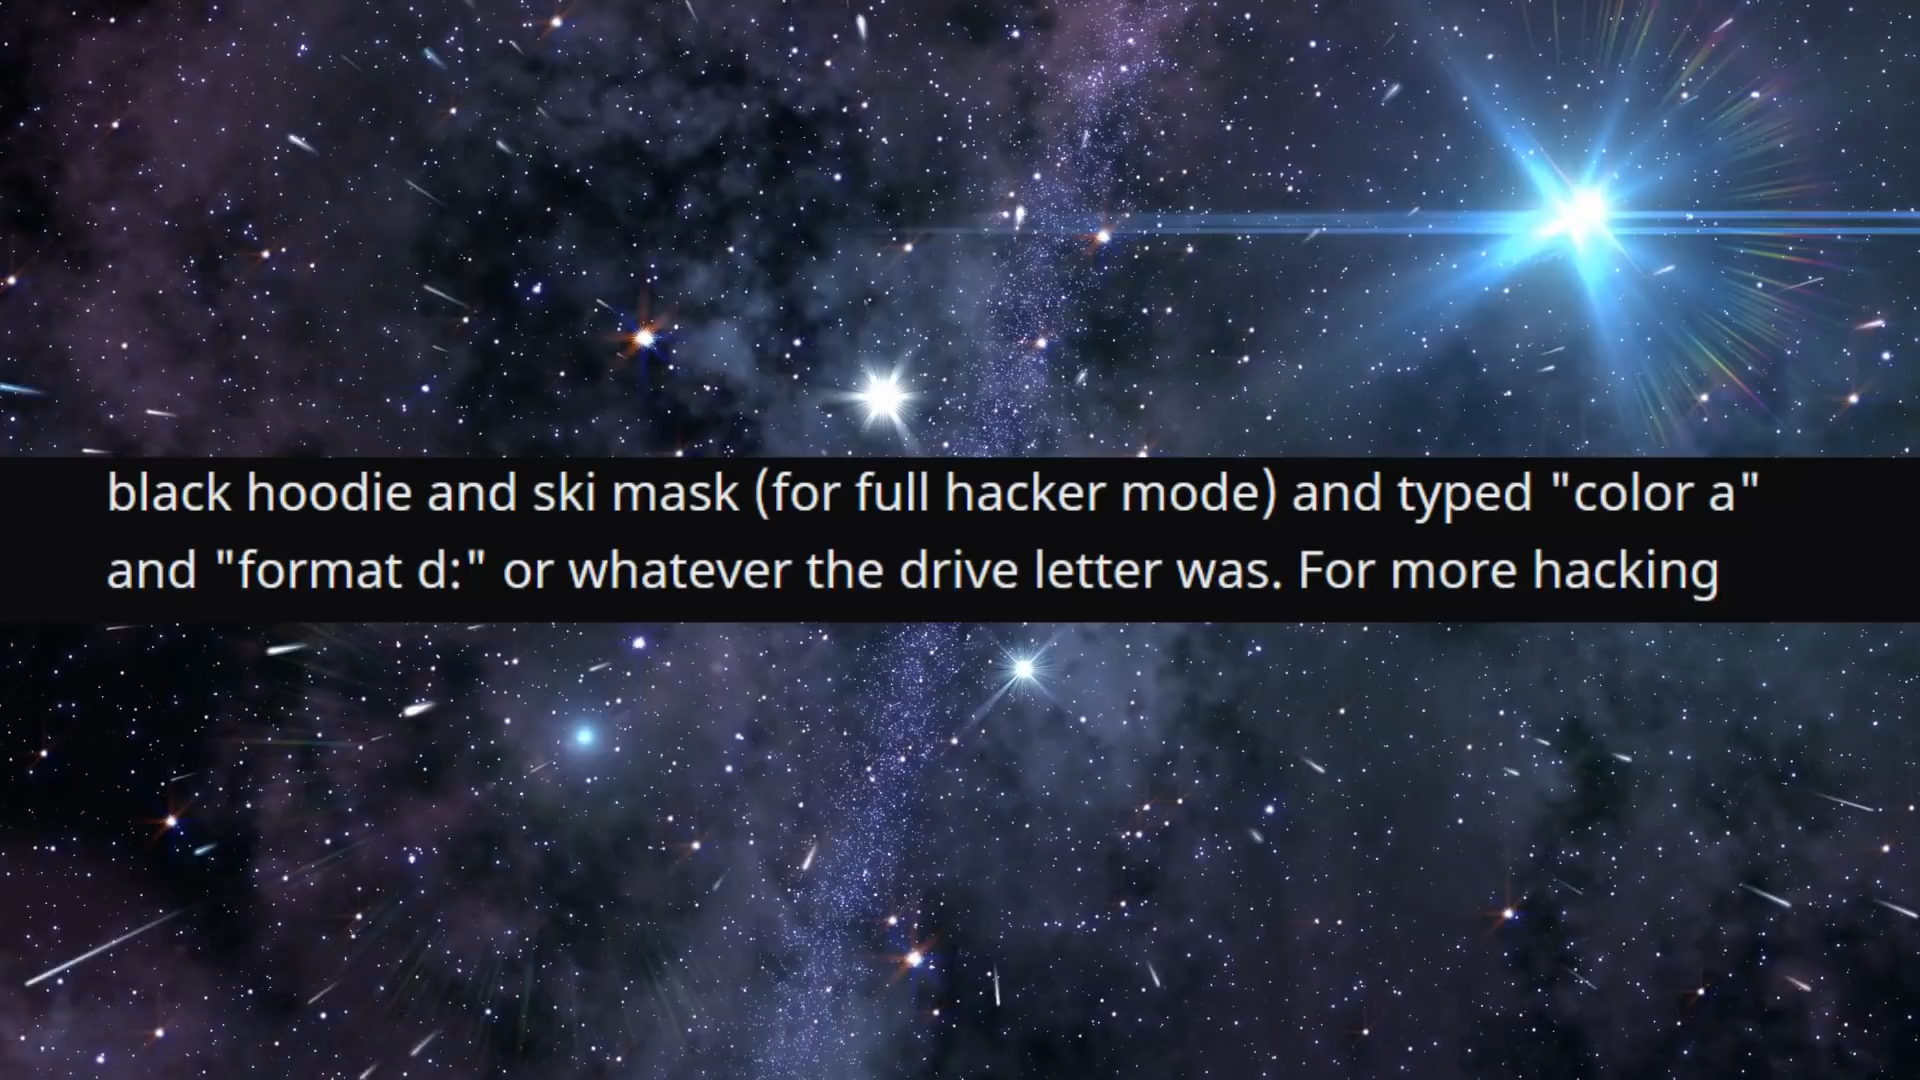 black hoodie and ski mask (for full hacker mode) and typed "color a"
and "format d:" or whatever the drive letter was. For more hacking